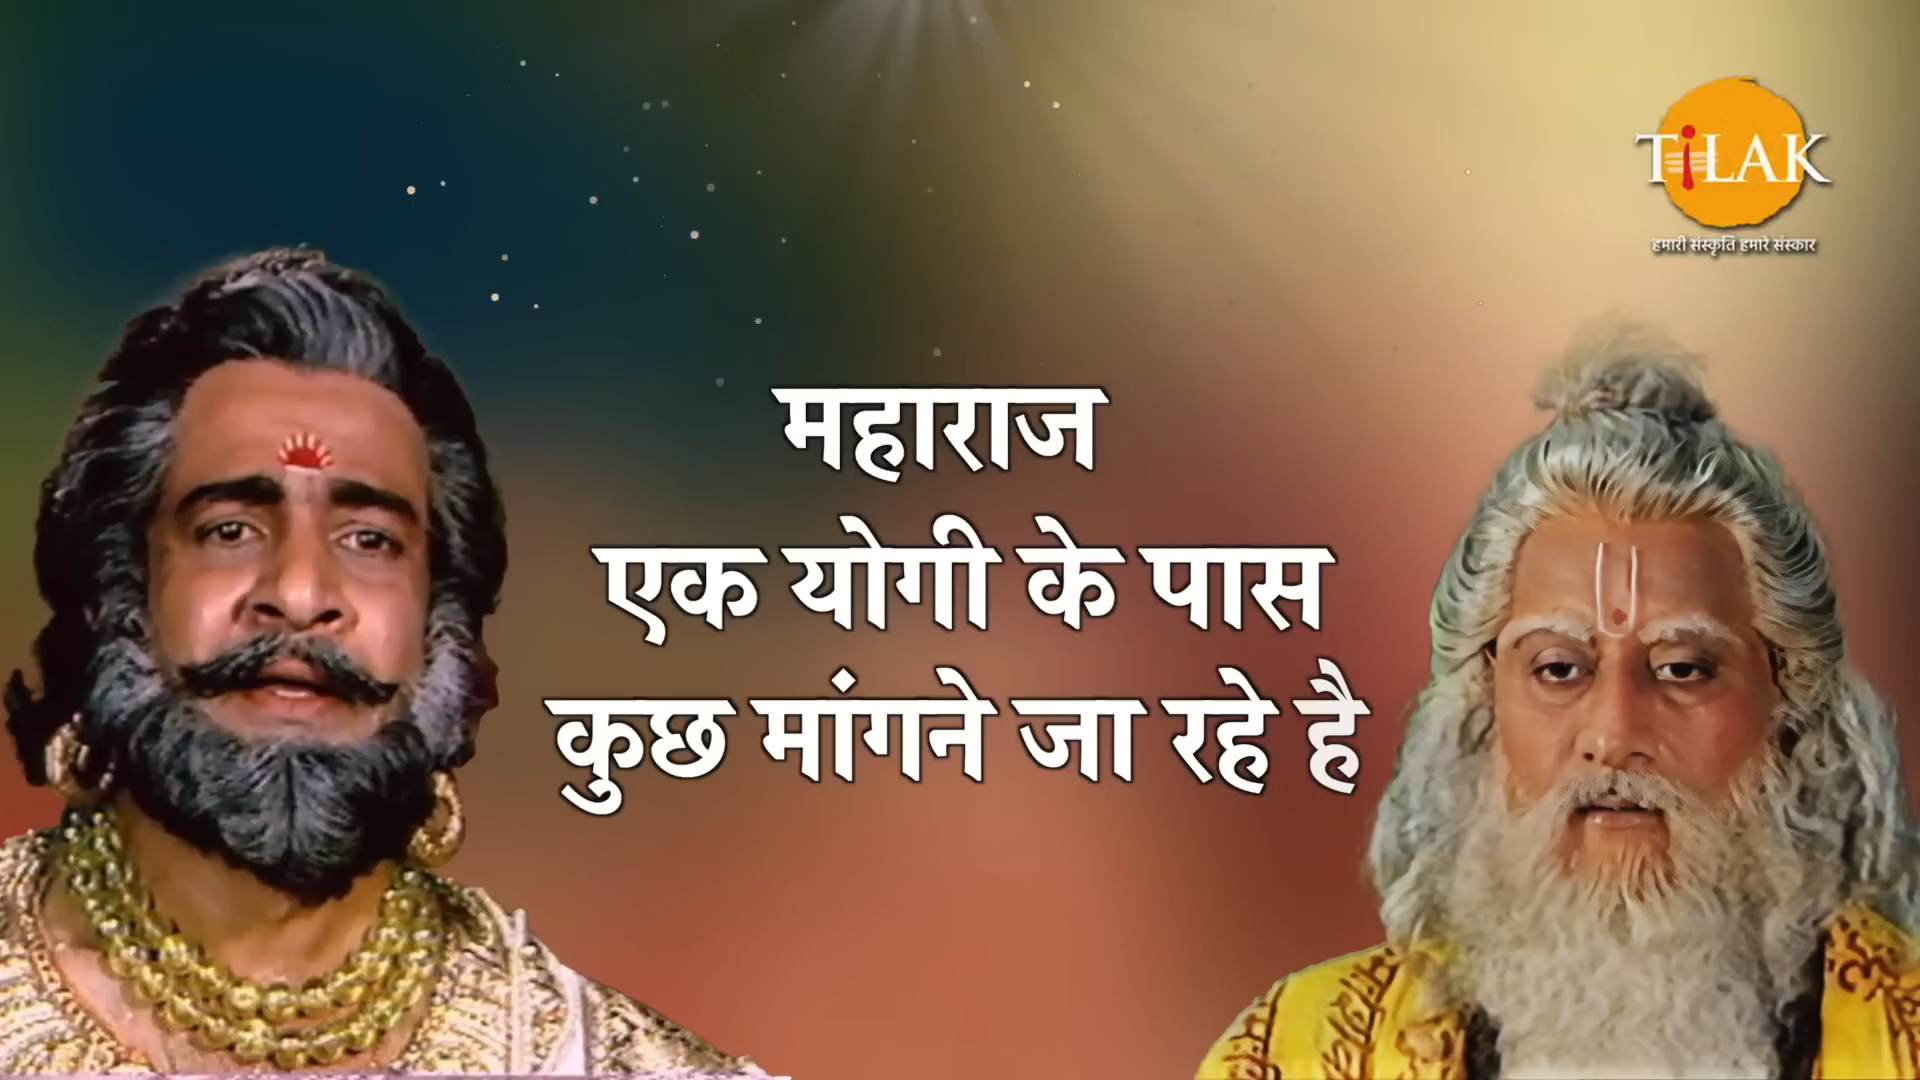 TiLAK
हमारी संस्कृति हमारे संस्कार
महाराज
एक योगी के पास
कुछ मांगने जा रहे है